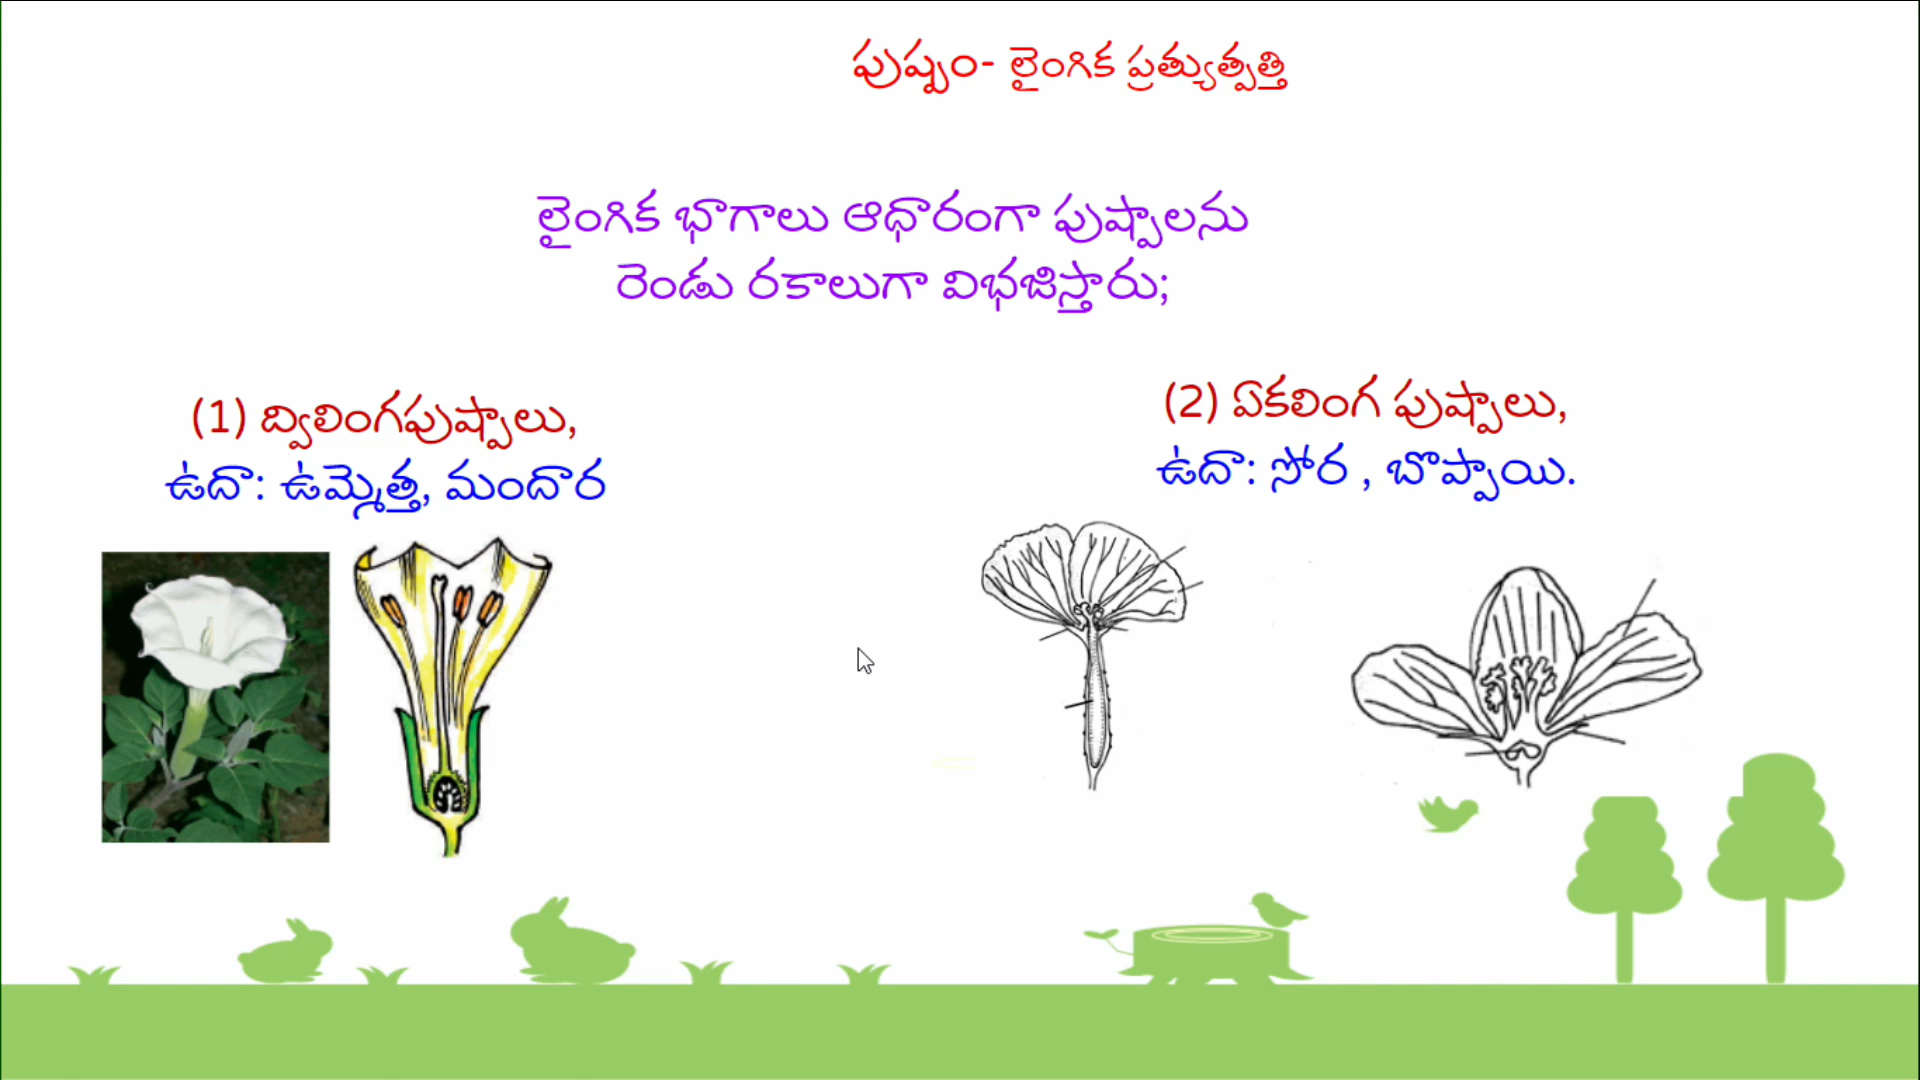 పుష్పం- లైంగిక ప్రత్యుత్పత్తి
లైంగిక భాగాలు ఆధారంగా పుష్పాలను
రెండు రకాలుగా విభజిస్తారు;
(1) ద్విలింగపుష్పాలు,
ఉదా: ఉమ్మెత్త, మందార
(2) ఏకలింగ పుష్పాలు,
ఉదా: సోర , బొప్పాయి.